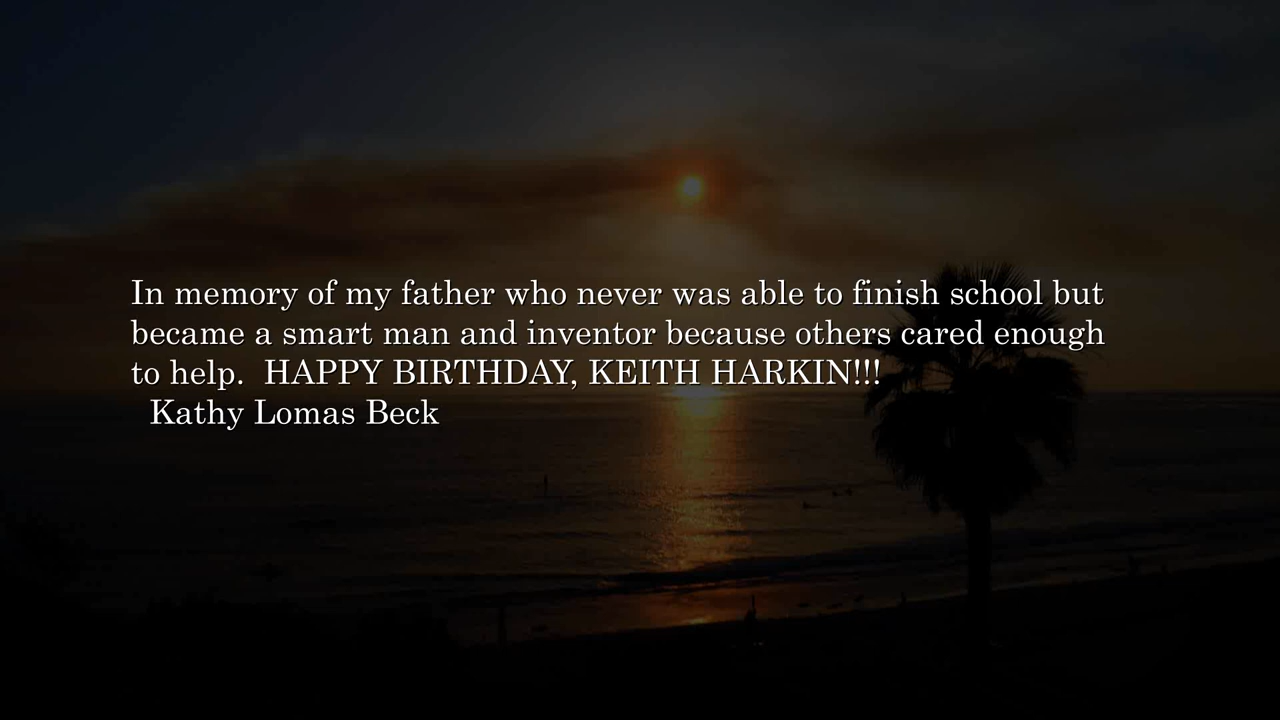 In memory of my father who never was able to finish school but
became a smart man and inventor because others cared enough
to help.  HAPPY BIRTHDAY, KEITH HARKIN!!!
Kathy Lomas Beck